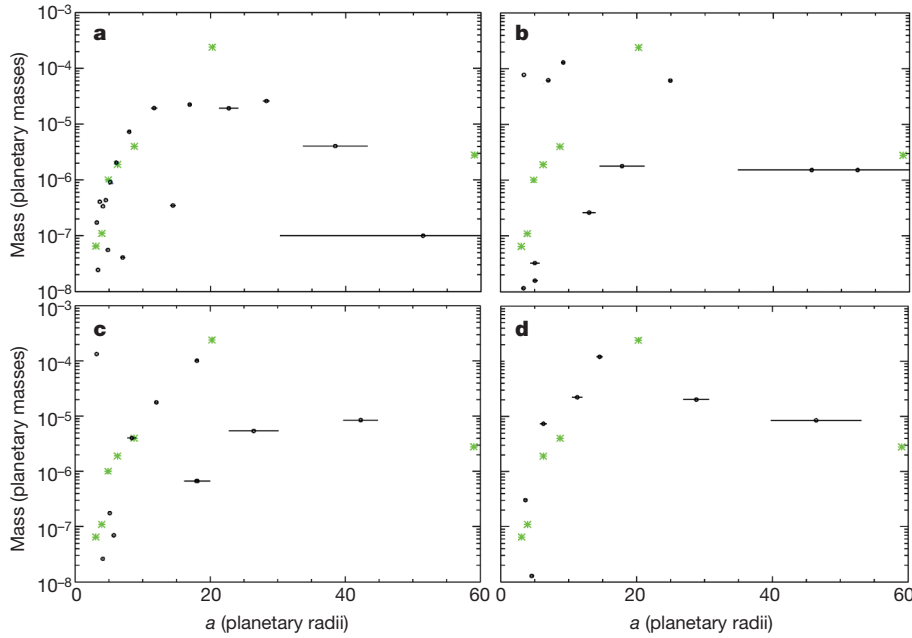 a
b
10⁻³
10⁻⁴
10⁻⁵
10⁻⁶
10⁻⁷
10⁻⁸
Mass (planetary masses)
c
d
10⁻³
10⁻⁴
10⁻⁵
10⁻⁶
10⁻⁷
10⁻⁸
Mass (planetary masses)
0 20 40 60
0 20 40 60
a (planetary radii)
a (planetary radii)